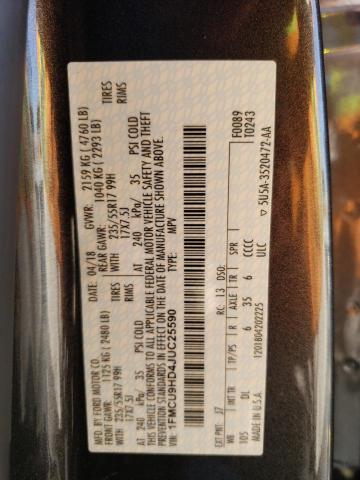 MFD. BY FORD MOTOR CO.
DATE: 04/18 GVWR: 2159 KG ( 4760 LB)
FRONT GAWR: 1125 KG ( 2480 LB) REAR GAWR: 1040 KG ( 2293 LB)
WITH 235/55R17 99H TIRES WITH 235/55R17 99H TIRES
17X7.5J RIMS 17X7.5J RIMS
AT 240 kPa/ 35 PSI COLD AT 240 kPa/ 35 PSI COLD
THIS VEHICLE CONFORMS TO ALL APPLICABLE FEDERAL MOTOR VEHICLE SAFETY AND THEFT
PREVENTION STANDARDS IN EFFECT ON THE DATE OF MANUFACTURE SHOWN ABOVE.
VIN: 1FMCU9HD4JUC25590
TYPE: MPV
F0089
T0243
EXT PNT: J7 RC: 13 DSO:
WB INT TR TP/PS R AXLE TR SPR
105 DL 6 35 6 CCCC
ULC
MADE IN U.S.A. 1201804202225
5U5A-3520472-AA